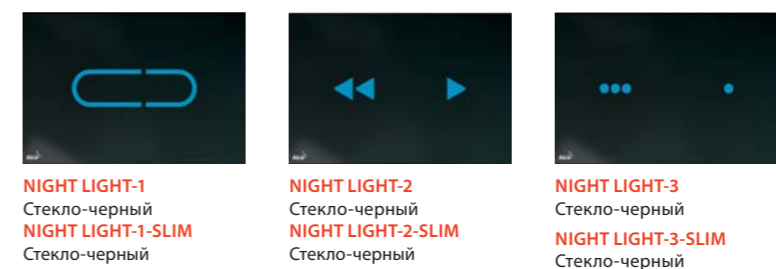 NIGHT LIGHT-1
Стекло-черный
NIGHT LIGHT-1-SLIM
Стекло-черный
NIGHT LIGHT-2
Стекло-черный
NIGHT LIGHT-2-SLIM
Стекло-черный
NIGHT LIGHT-3
Стекло-черный
NIGHT LIGHT-3-SLIM
Стекло-черный